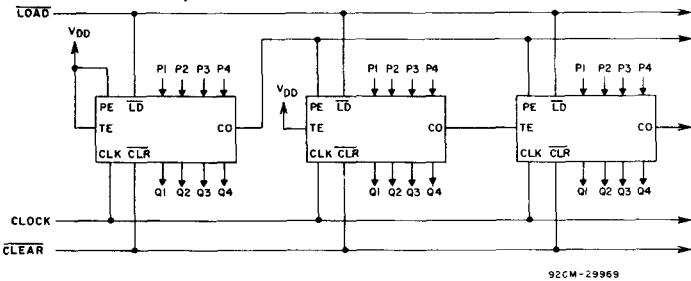 LOAD
VDD
P1 P2 P3 P4
PE LD
TE CO
CLK CLR
Q1 Q2 Q3 Q4
VDD
P1 P2 P3 P4
PE LD
TE CO
CLK CLR
Q1 Q2 Q3 Q4
P1 P2 P3 P4
PE LD
TE CO
CLK CLR
Q1 Q2 Q3 Q4
CLOCK
CLEAR
92CM-29969